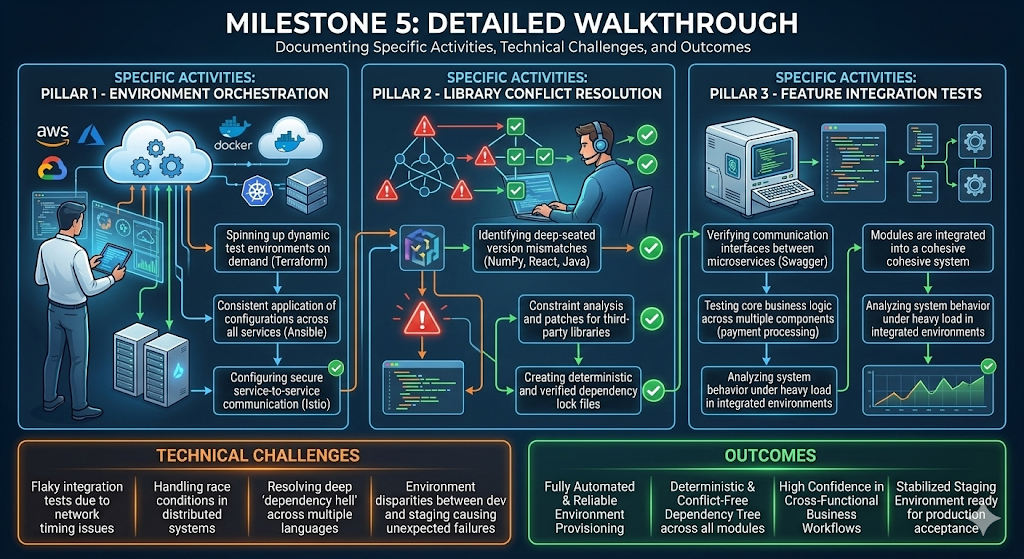 MILESTONE 5: DETAILED WALKTHROUGH
Documenting Specific Activities, Technical Challenges, and Outcomes
SPECIFIC ACTIVITIES:
PILLAR 1 - ENVIRONMENT ORCHESTRATION
aws
docker
Spinning up dynamic
test environments on
demand (Terraform)
Consistent application of
configurations across
all services (Ansible)
Configuring secure
service-to-service
communication (Istio)
SPECIFIC ACTIVITIES:
PILLAR 2 - LIBRARY CONFLICT RESOLUTION
Identifying deep-seated
version mismatches
(NumPy, React, Java)
Constraint analysis
and patches for third-
party libraries
Creating deterministic
and verified dependency
lock files
SPECIFIC ACTIVITIES:
PILLAR 3 - FEATURE INTEGRATION TESTS
Verifying communication
interfaces between
microservices (Swagger)
Testing core business logic
across multiple components
(payment processing)
Analyzing system
behavior under heavy load
in integrated environments
Modules are integrated
into a cohesive
cohesive system
Analyzing system behavior
under heavy load in
integrated environments
TECHNICAL CHALLENGES
Flaky integration
tests due to
network
timing issues
Handling race
conditions in
distributed
systems
Resolving deep
'dependency hell'
across multiple
languages
Environment
disparities between dev
and staging causing
unexpected failures
OUTCOMES
Fully Automated
& Reliable
Environment
Provisioning
Deterministic &
Conflict-Free
Dependency Tree
across all modules
High Confidence in
Cross-Functional
Business
Workflows
Stabilized Staging
Environment ready
for production
acceptance